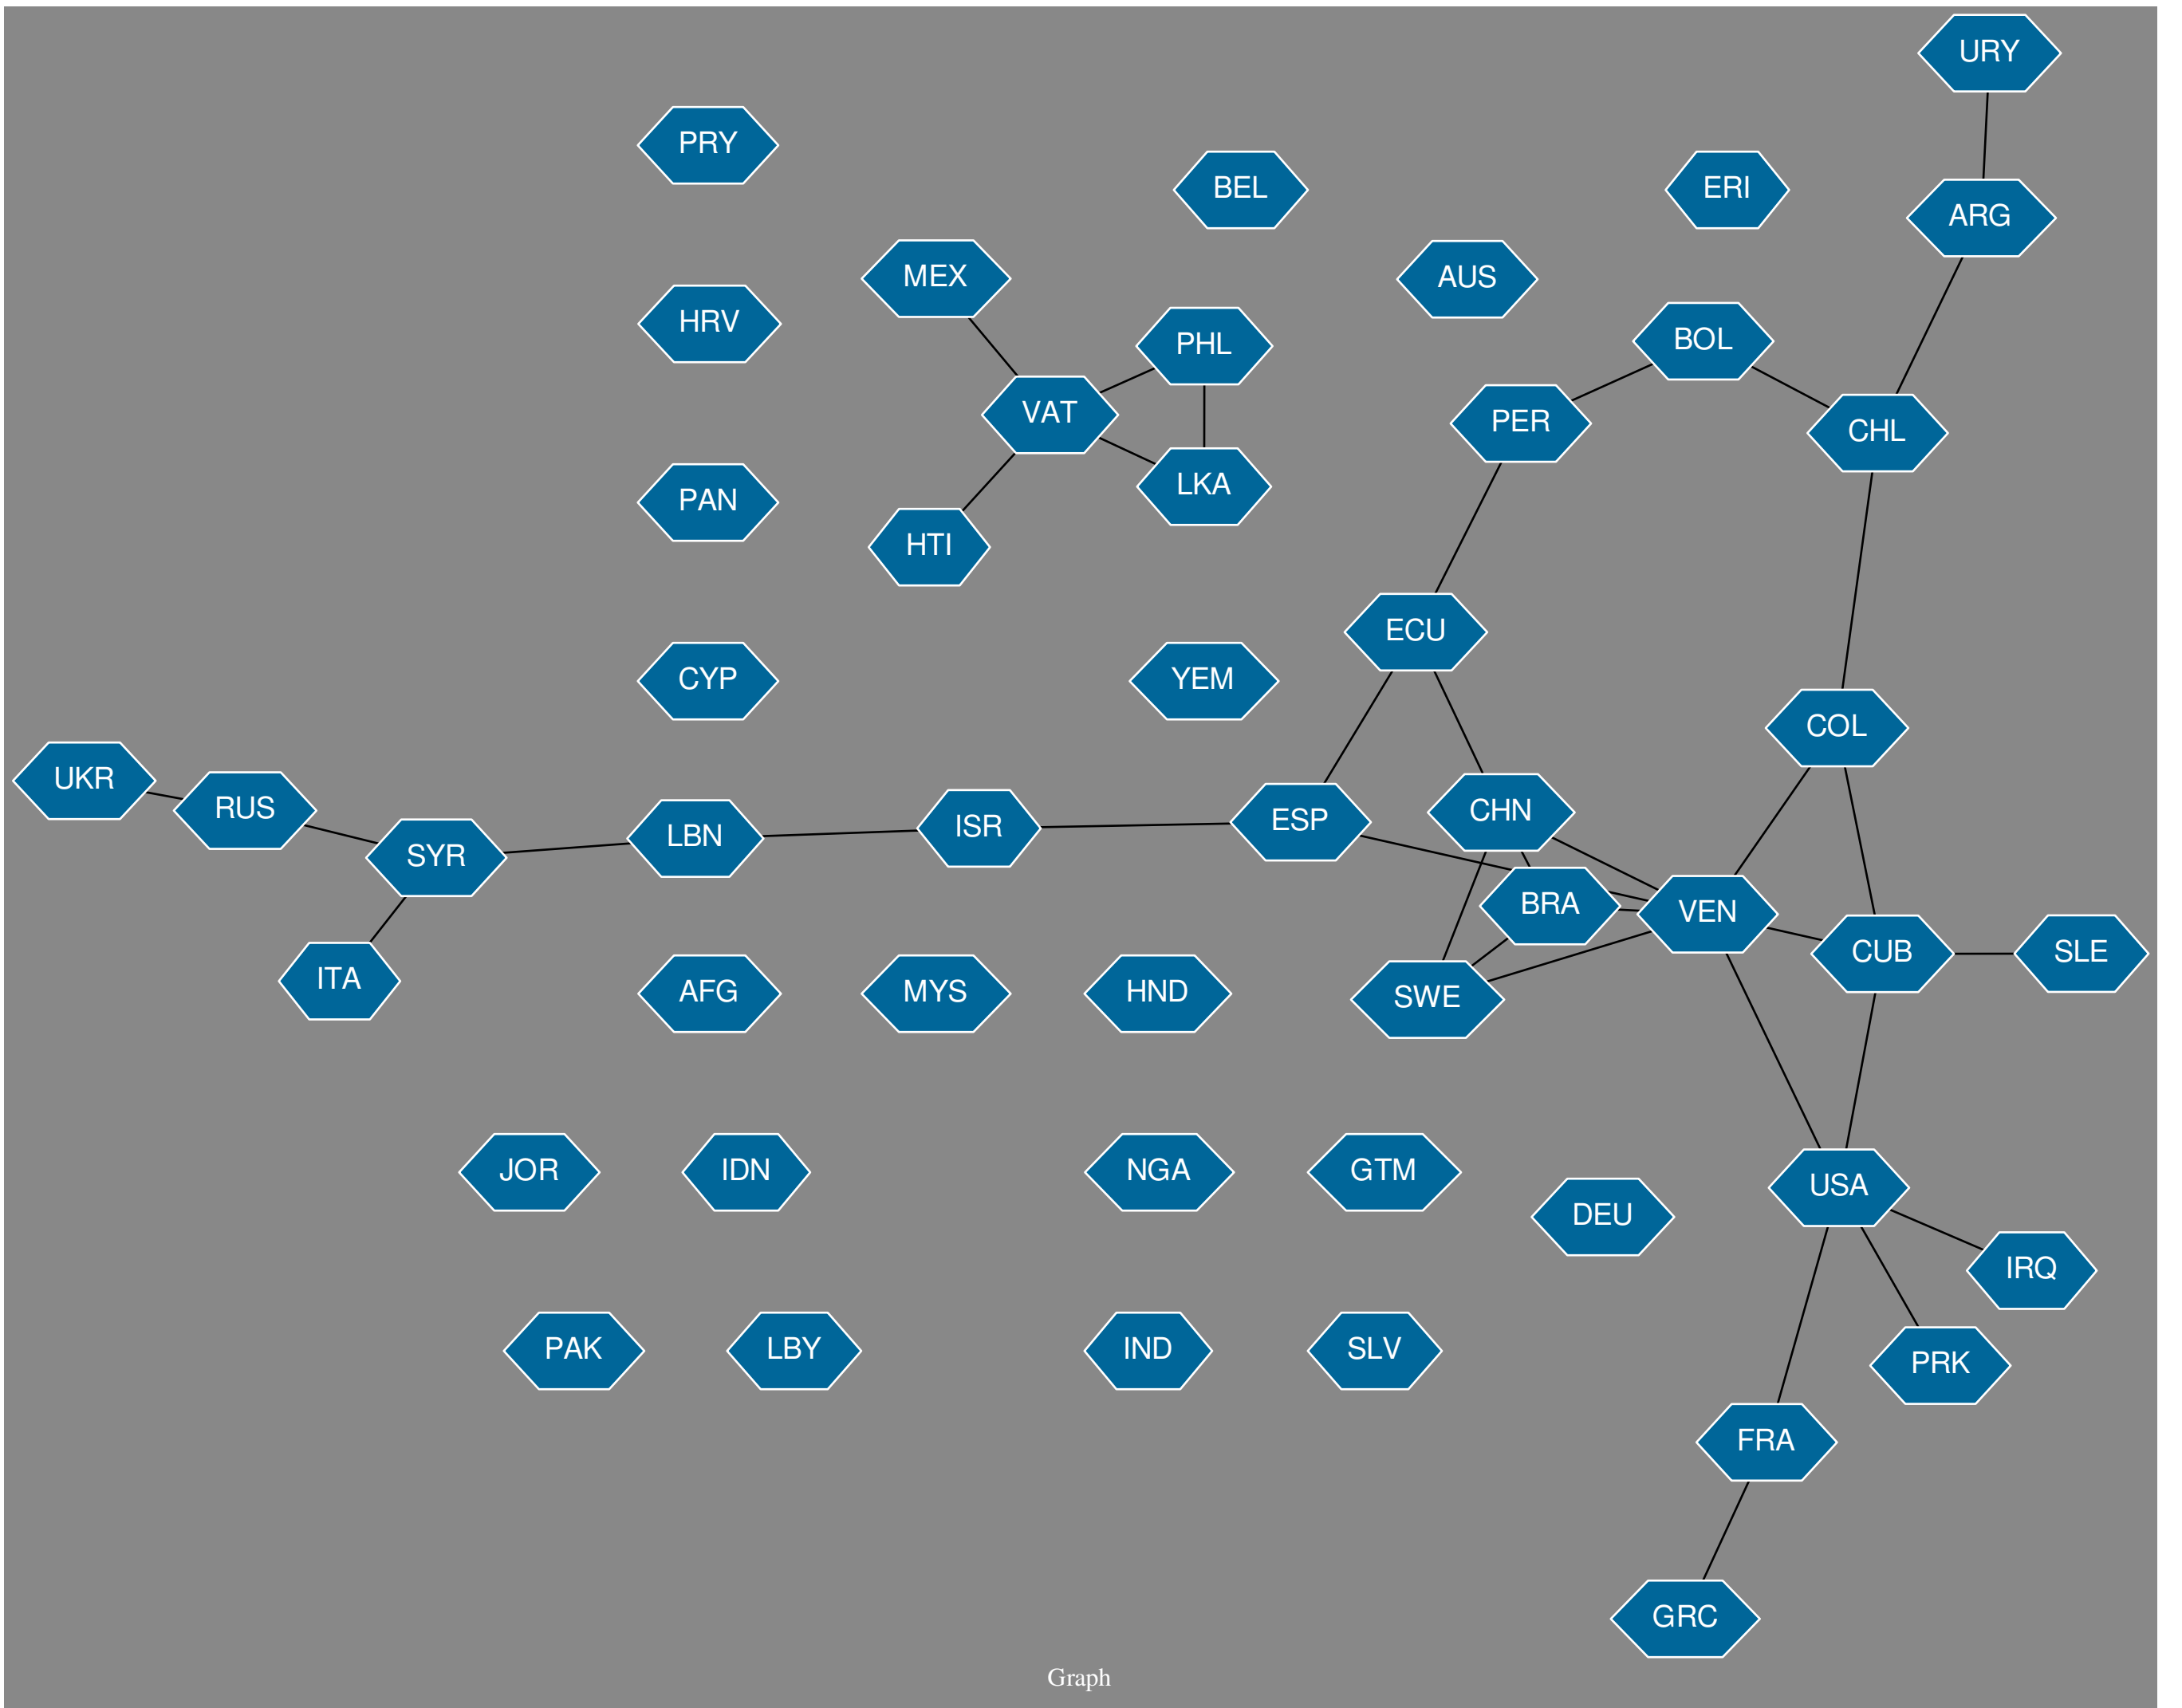 URY
PRY
BEL
ERI
ARG
MEX
AUS
HRV
PHL
BOL
VAT
PER
CHL
PAN
LKA
HTI
ECU
CYP
YEM
COL
UKR
RUS
SYR
LBN
ISR
ESP
CHN
BRA
VEN
CUB
SLE
ITA
AFG
MYS
HND
SWE
JOR
IDN
NGA
GTM
DEU
USA
IRQ
PAK
LBY
IND
SLV
PRK
FRA
GRC
Graph